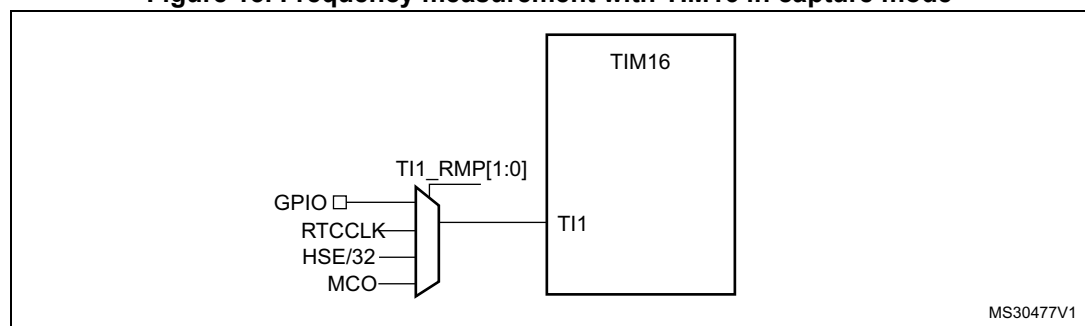 Figure Frequency measurement with TIM16 in capture mode
TIM16
TI1_RMP[1:0]
GPIO
RTCCLK
TI1
HSE/32
MCO
MS30477V1